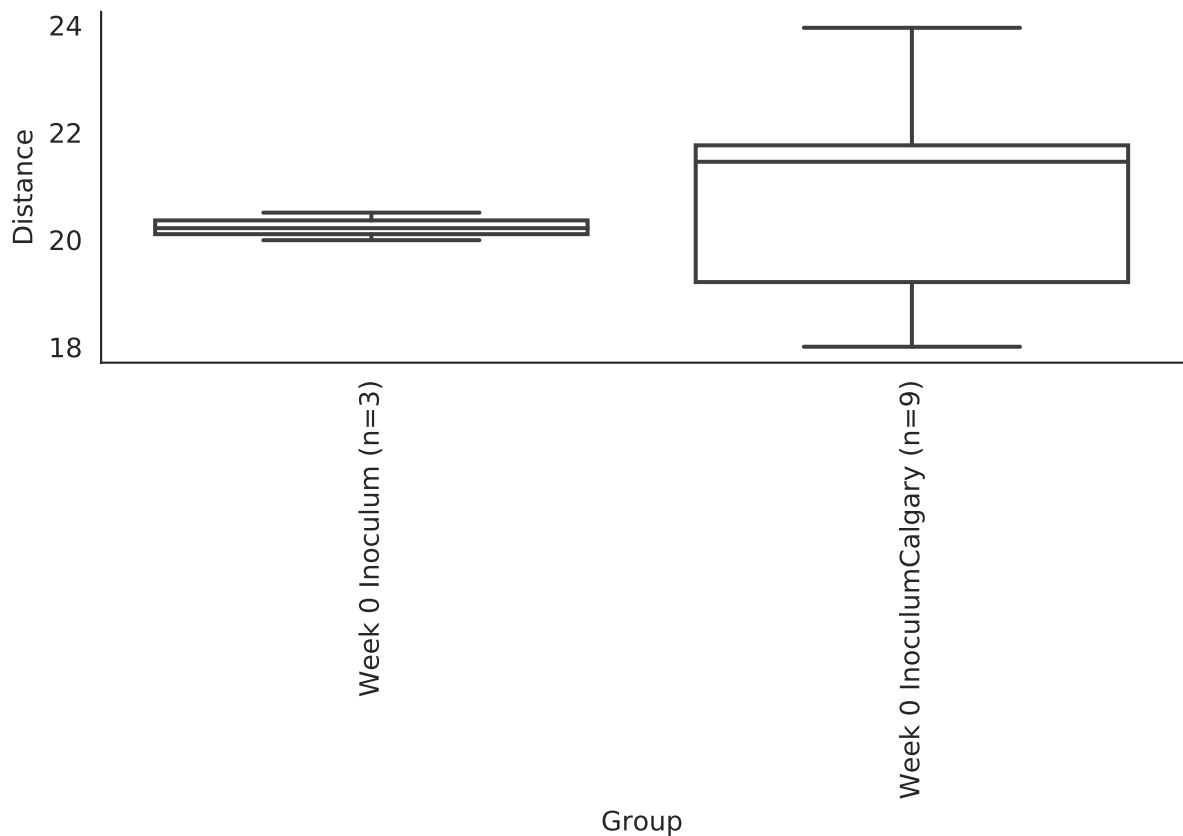 24
22
20
18
Distance
Week 0 Inoculum (n=3)
Week 0 InoculumCalgary (n=9)
Group